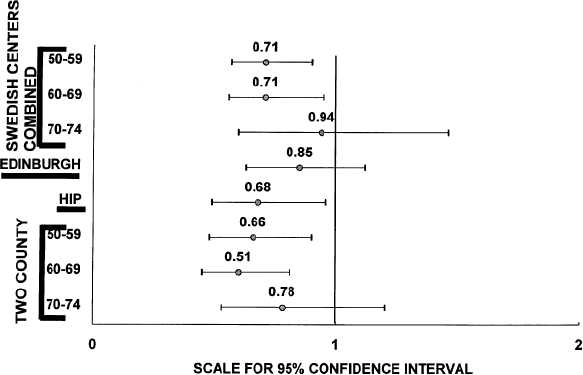 SWEDISH CENTERS
COMBINED
50-59
0.71
60-69
0.71
70-74
0.94
EDINBURGH
0.85
HIP
0.68
TWO COUNTY
50-59
0.66
60-69
0.51
70-74
0.78
0
1
2
SCALE FOR 95% CONFIDENCE INTERVAL